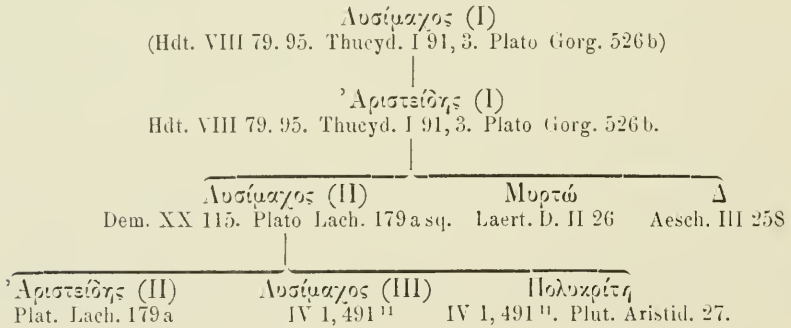 Λυσίμαχος (I)
(Hdt. VIII 79. 95. Thucyd. I 91, 3. Plato Gorg. 526 b)
Ἀριστείδης (I)
Hdt. VIII 79. 95. Thucyd. I 91, 3. Plato Gorg. 526 b.
Λυσίμαχος (II) Μυρτώ Δ
Dem. XX 115. Plato Lach. 179 a sq. Laert. D. II 26 Aesch. III 258
Ἀριστείδης (II) Λυσίμαχος (III) Πολυκρίτη
Plat. Lach. 179 a IV 1, 491 ¹¹ IV 1, 491 ¹¹. Plut. Aristid. 27.